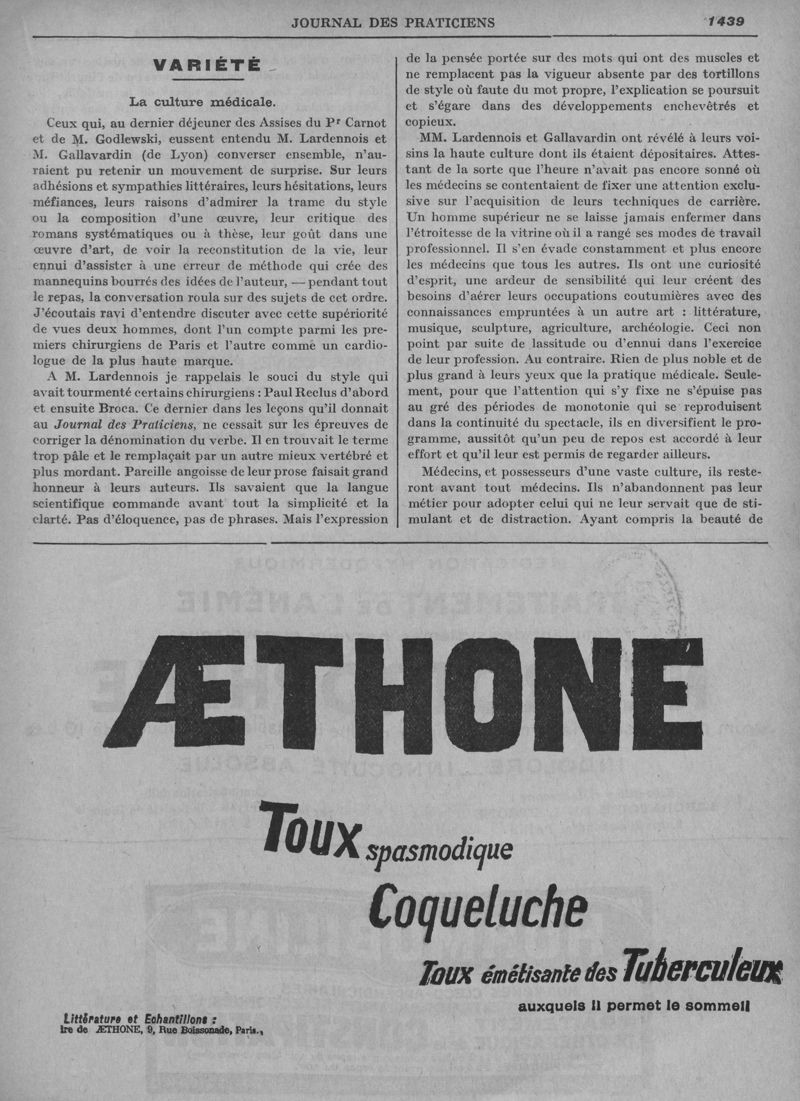 JOURNAL DES PRATICIENS 1439
VARIÉTÉ
La culture médicale.
Ceux qui, au dernier déjeuner des Assises du Pr Carnot
et de M. Godlewski, eussent entendu M. Lardennois et
M. Gallavardin (de Lyon) converser ensemble, n'au-
raient pu retenir un mouvement de surprise. Sur leurs
adhésions et sympathies littéraires, leurs hésitations, leurs
méfiances, leurs raisons d'admirer la trame du style
ou la composition d'une œuvre, leur critique des
romans systématiques ou à thèse, leur goût dans une
œuvre d'art, de voir la reconstitution de la vie, leur
ennui d'assister à une erreur de méthode qui crée des
mannequins bourrés des idées de l'auteur, — pendant tout
le repas, la conversation roula sur des sujets de cet ordre.
J'écoutais ravi d'entendre discuter avec cette supériorité
de vues deux hommes, dont l'un compte parmi les pre-
miers chirurgiens de Paris et l'autre comme un cardio-
logue de la plus haute marque.
A M. Lardennois je rappelais le souci du style qui
avait tourmenté certains chirurgiens : Paul Reclus d'abord
et ensuite Broca. Ce dernier dans les leçons qu'il donnait
au Journal des Praticiens, ne cessait sur les épreuves de
corriger la dénomination du verbe. Il en trouvait le terme
trop pâle et le remplaçait par un autre mieux vertébré et
plus mordant. Pareille angoisse de leur prose faisait grand
honneur à leurs auteurs. Ils savaient que la langue
scientifique commande avant tout la simplicité et la
clarté. Pas d'éloquence, pas de phrases. Mais l'expression
de la pensée portée sur des mots qui ont des muscles et
ne remplacent pas la vigueur absente par des tortillons
de style où faute du mot propre, l'explication se poursuit
et s'égare dans des développements enchevêtrés et
copieux.
MM. Lardennois et Gallavardin ont révélé à leurs voi-
sins la haute culture dont ils étaient dépositaires. Attes-
tant de la sorte que l'heure n'avait pas encore sonné où
les médecins se contentaient de fixer une attention exclu-
sive sur l'acquisition de leurs techniques de carrière.
Un homme supérieur ne se laisse jamais enfermer dans
l'étroitesse de la vitrine où il a rangé ses modes de travail
professionnel. Il s'en évade constamment et plus encore
les médecins que tous les autres. Ils ont une curiosité
d'esprit, une ardeur de sensibilité qui leur créent des
besoins d'aérer leurs occupations coutumières avec des
connaissances empruntées à un autre art : littérature,
musique, sculpture, agriculture, archéologie. Ceci non
point par suite de lassitude ou d'ennui dans l'exercice
de leur profession. Au contraire. Rien de plus noble et de
plus grand à leurs yeux que la pratique médicale. Seule-
ment, pour que l'attention qui s'y fixe ne s'épuise pas
au gré des périodes de monotonie qui se reproduisent
dans la continuité du spectacle, ils en diversifient le pro-
gramme, aussitôt qu'un peu de repos est accordé à leur
effort et qu'il leur est permis de regarder ailleurs.
Médecins, et possesseurs d'une vaste culture, ils reste-
ront avant tout médecins. Ils n'abandonnent pas leur
métier pour adopter celui qui ne leur servait que de sti-
mulant et de distraction. Ayant compris la beauté de
ÆTHONE
Toux spasmodique
Coqueluche
Toux émétisante des Tuberculeux
auxquels il permet le sommeil
Littérature et Echantillons :
Ire de ÆTHONE, 9, Rue Boissonade, Paris.